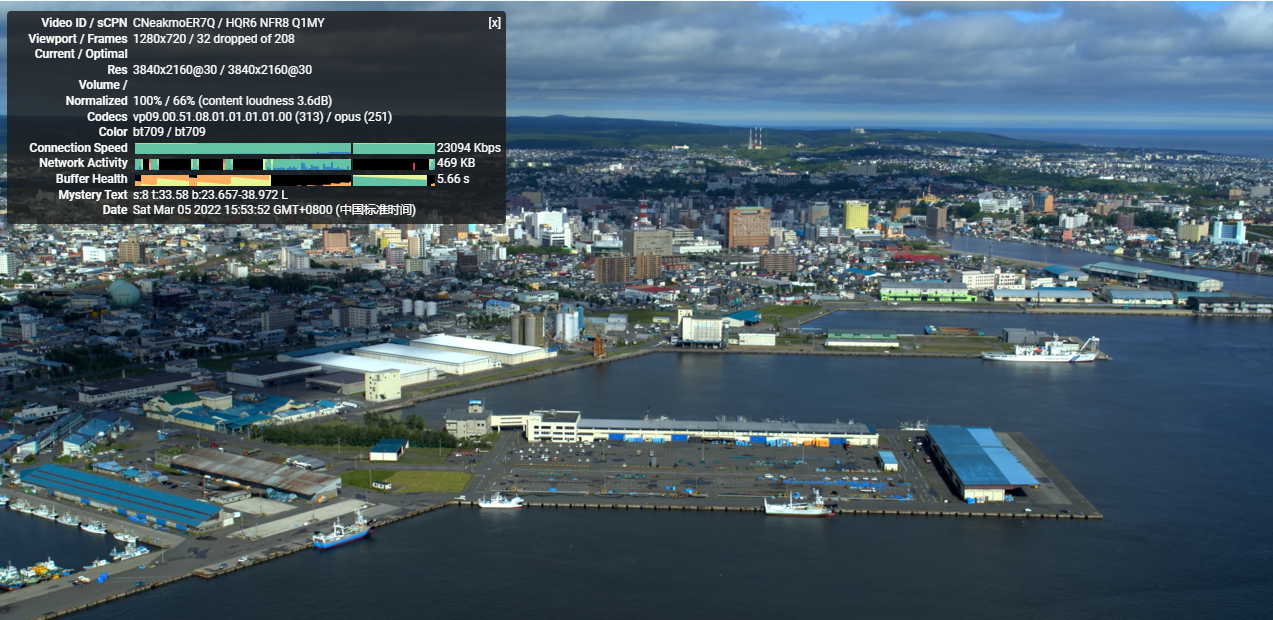 Video ID / sCPN CNeakmoER7Q / HQR6 NFR8 Q1MY [x]
Viewport / Frames 1280x720 / 32 dropped of 208
Current / Optimal
Res 3840x2160@30 / 3840x2160@30
Volume /
Normalized 100% / 66% (content loudness 3.6dB)
Codecs vp09.00.51.08.01.01.01.01.00 (313) / opus (251)
Color bt709 / bt709
Connection Speed 23094 Kbps
Network Activity 469 KB
Buffer Health 5.66 s
Mystery Text s:8 t:33.58 b:23.657-38.972 L
Date Sat Mar 05 2022 15:53:52 GMT+0800 (中国标准时间)